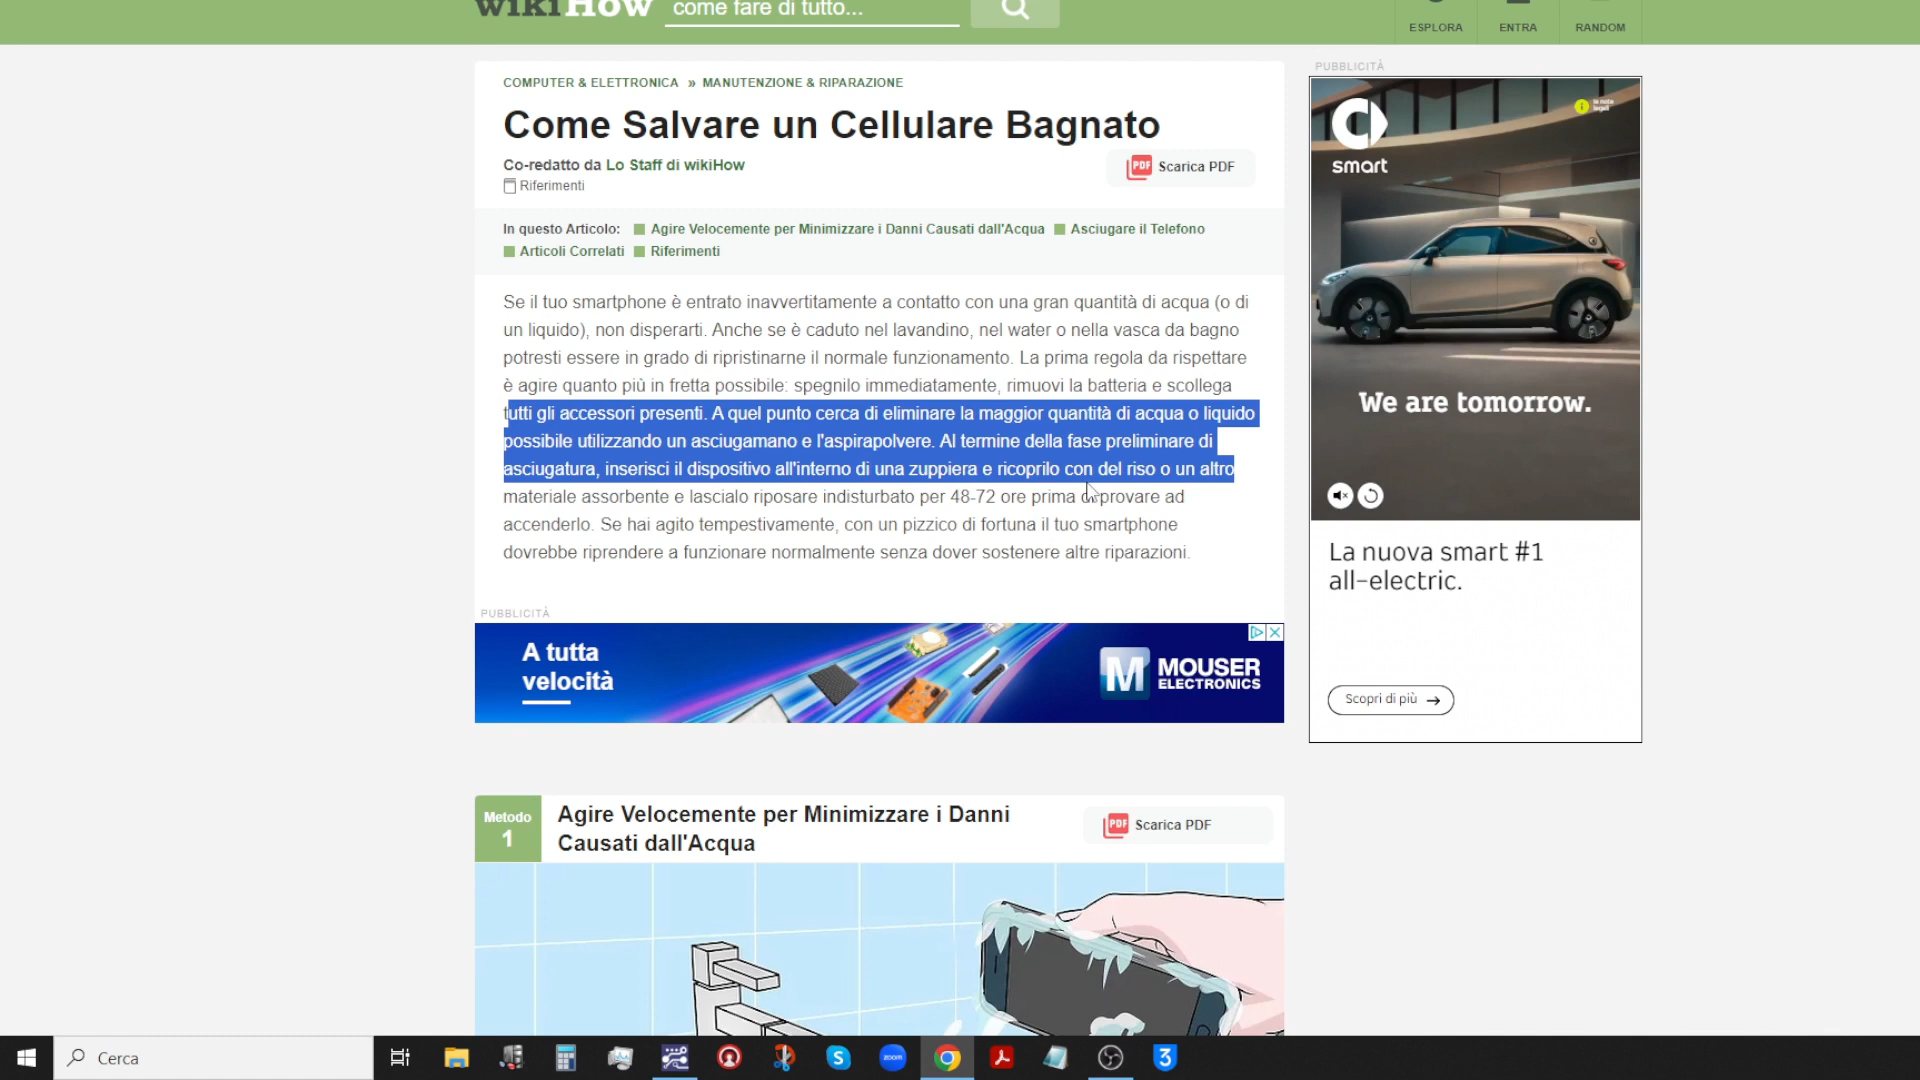 wikiHow
come fare di tutto...
ESPLORA
ENTRA
RANDOM
COMPUTER & ELETTRONICA » MANUTENZIONE & RIPARAZIONE
Come Salvare un Cellulare Bagnato
Co-redatto da Lo Staff di wikiHow
Riferimenti
PDF Scarica PDF
In questo Articolo: Agire Velocemente per Minimizzare i Danni Causati dall'Acqua Asciugare il Telefono
Articoli Correlati Riferimenti
Se il tuo smartphone è entrato inavvertitamente a contatto con una gran quantità di acqua (o di
un liquido), non disperarti. Anche se è caduto nel lavandino, nel water o nella vasca da bagno
potresti essere in grado di ripristinarne il normale funzionamento. La prima regola da rispettare
è agire quanto più in fretta possibile: spegnilo immediatamente, rimuovi la batteria e scollega
tutti gli accessori presenti. A quel punto cerca di eliminare la maggior quantità di acqua o liquido
possibile utilizzando un asciugamano e l'aspirapolvere. Al termine della fase preliminare di
asciugatura, inserisci il dispositivo all'interno di una zuppiera e ricoprilo con del riso o un altro
materiale assorbente e lascialo riposare indisturbato per 48-72 ore prima di provare ad
accenderlo. Se hai agito tempestivamente, con un pizzico di fortuna il tuo smartphone
dovrebbe riprendere a funzionare normalmente senza dover sostenere altre riparazioni.
PUBBLICITÀ
A tutta
velocità
M MOUSER
ELECTRONICS
Metodo
1
Agire Velocemente per Minimizzare i Danni
Causati dall'Acqua
PDF Scarica PDF
PUBBLICITÀ
smart
We are tomorrow.
La nuova smart #1
all-electric.
Scopri di più →
Cerca
S
zoom
3